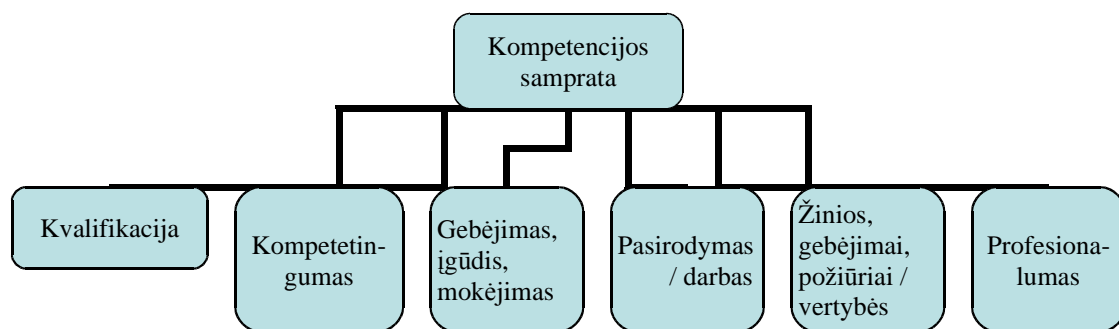 Kompetencijos
samprata
Kvalifikacija
Kompetetin-
gumas
Gebėjimas,
įgūdis,
mokėjimas
Pasirodymas
/ darbas
Žinios,
gebėjimai,
požiūriai /
vertybės
Profesiona-
lumas